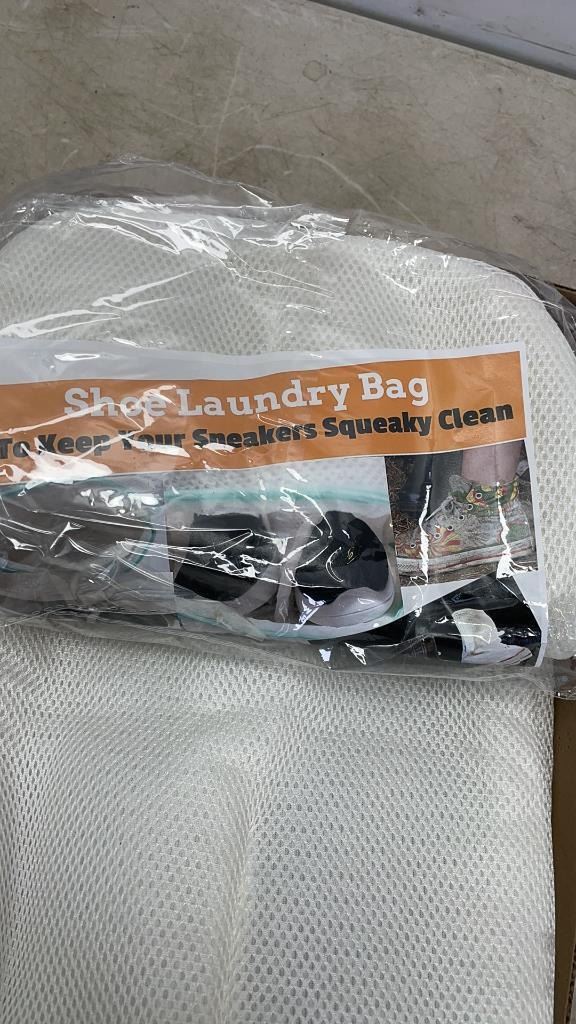 Shoe Laundry Bag
To Keep Your Sneakers Squeaky Clean